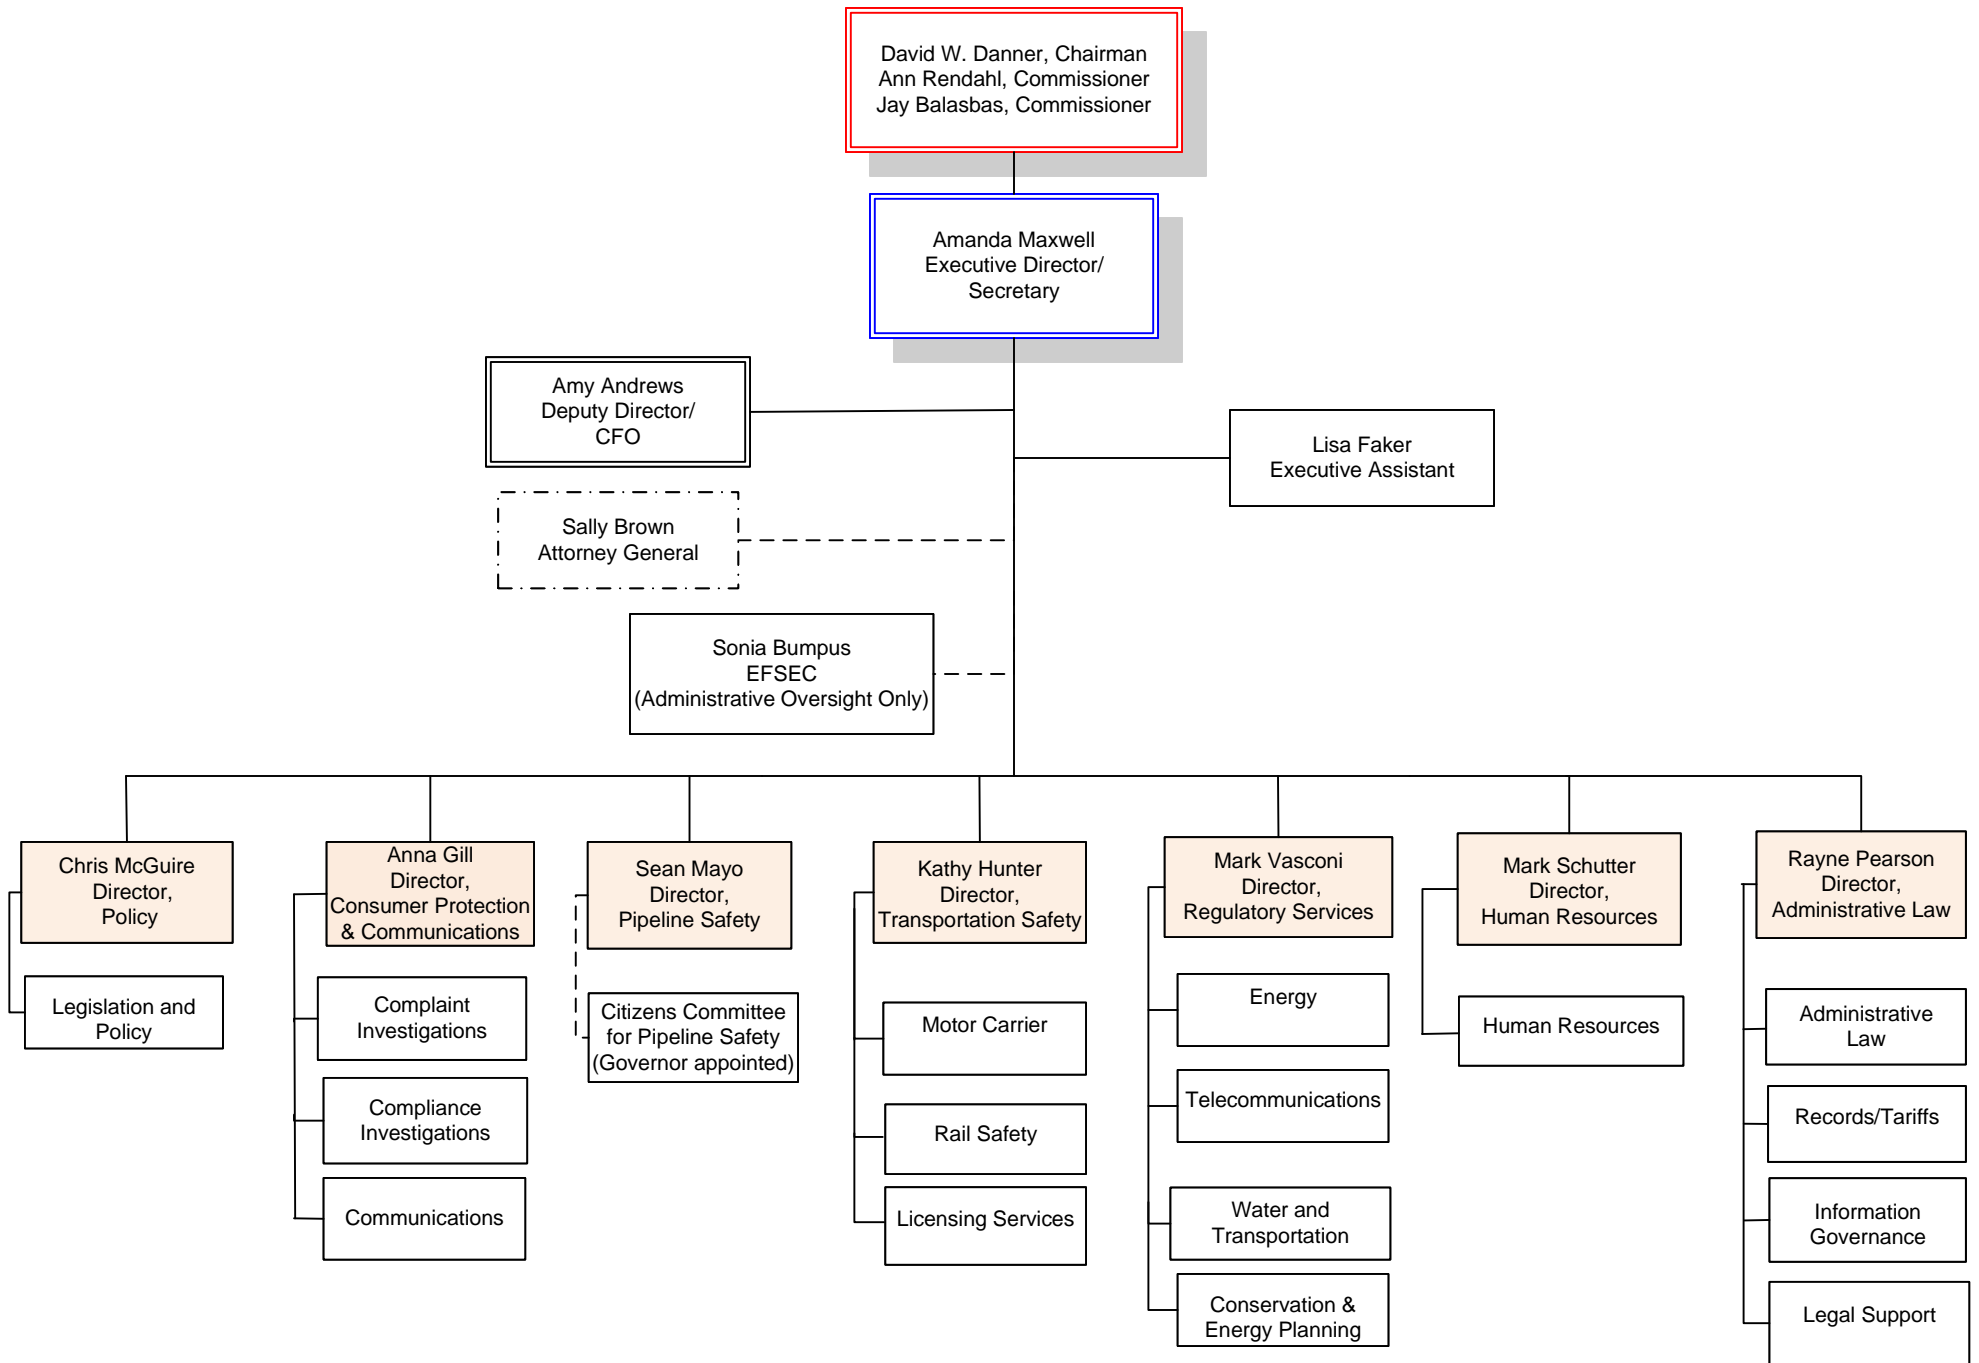 David W. Danner, Chairman
Ann Rendahl, Commissioner
Jay Balasbas, Commissioner
Amanda Maxwell
Executive Director/
Secretary
Amy Andrews
Deputy Director/
CFO
Lisa Faker
Executive Assistant
Sally Brown
Attorney General
Sonia Bumpus
EFSEC
(Administrative Oversight Only)
Chris McGuire
Director,
Policy
Legislation and
Policy
Anna Gill
Director,
Consumer Protection
& Communications
Complaint
Investigations
Compliance
Investigations
Communications
Sean Mayo
Director,
Pipeline Safety
Citizens Committee
for Pipeline Safety
(Governor appointed)
Kathy Hunter
Director,
Transportation Safety
Motor Carrier
Rail Safety
Licensing Services
Mark Vasconi
Director,
Regulatory Services
Energy
Telecommunications
Water and
Transportation
Conservation &
Energy Planning
Mark Schutter
Director,
Human Resources
Human Resources
Rayne Pearson
Director,
Administrative Law
Administrative
Law
Records/Tariffs
Information
Governance
Legal Support